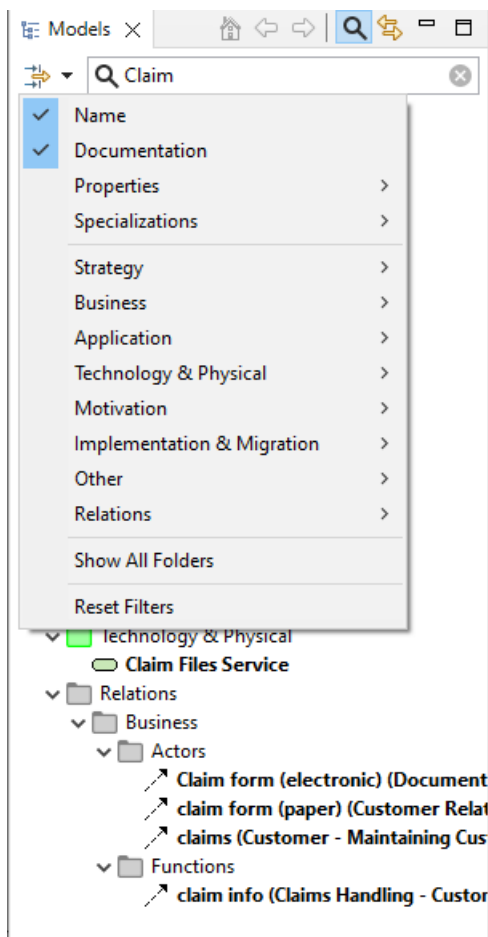 Models
Claim
Name
Documentation
Properties
Specializations
Strategy
Business
Application
Technology & Physical
Motivation
Implementation & Migration
Other
Relations
Show All Folders
Reset Filters
Technology & Physical
Claim Files Service
Relations
Business
Actors
Claim form (electronic) (Document
claim form (paper) (Customer Relat
claims (Customer - Maintaining Cus
Functions
claim info (Claims Handling - Custor